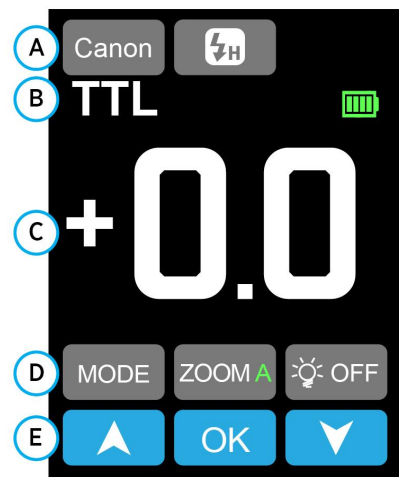 A Canon H
B TTL
C +0.0
D MODE ZOOM A OFF
E OK